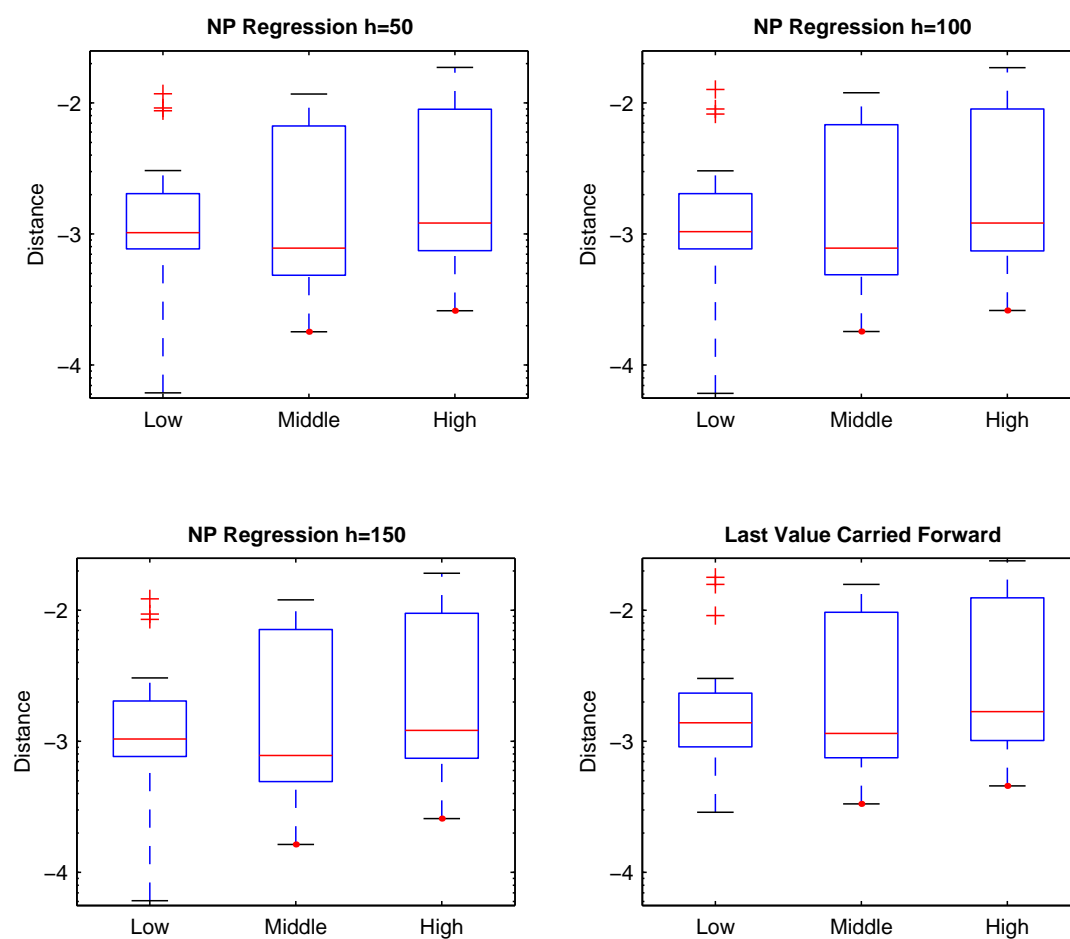 NP Regression h=50
Distance
−2
−3
−4
Low
Middle
High
NP Regression h=100
Distance
−2
−3
−4
Low
Middle
High
NP Regression h=150
Distance
−2
−3
−4
Low
Middle
High
Last Value Carried Forward
Distance
−2
−3
−4
Low
Middle
High